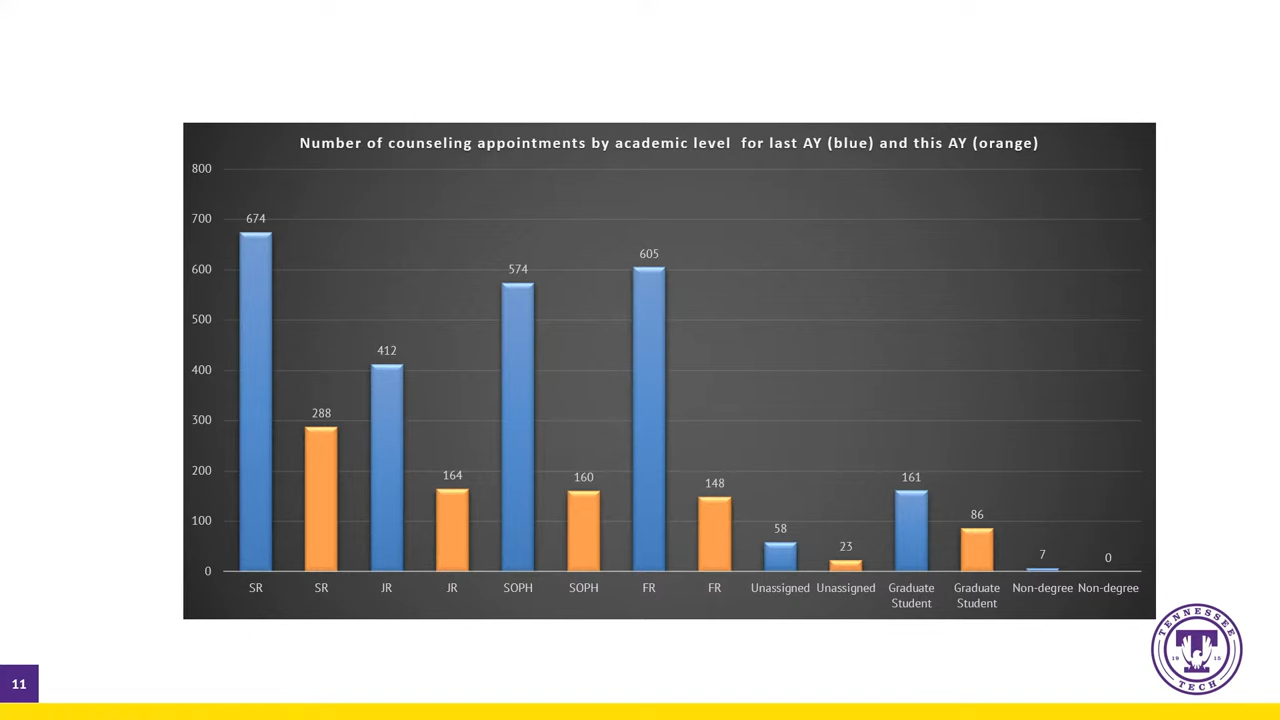 Number of counseling appointments by academic level for last AY (blue) and this AY (orange)
800
700
600
500
400
300
200
100
0
674
288
412
164
574
160
605
148
58
23
161
86
7
0
SR
SR
JR
JR
SOPH
SOPH
FR
FR
Unassigned
Unassigned
Graduate
Student
Graduate
Student
Non-degree
Non-degree
TENNESSEE
T
19 15
TECH
11